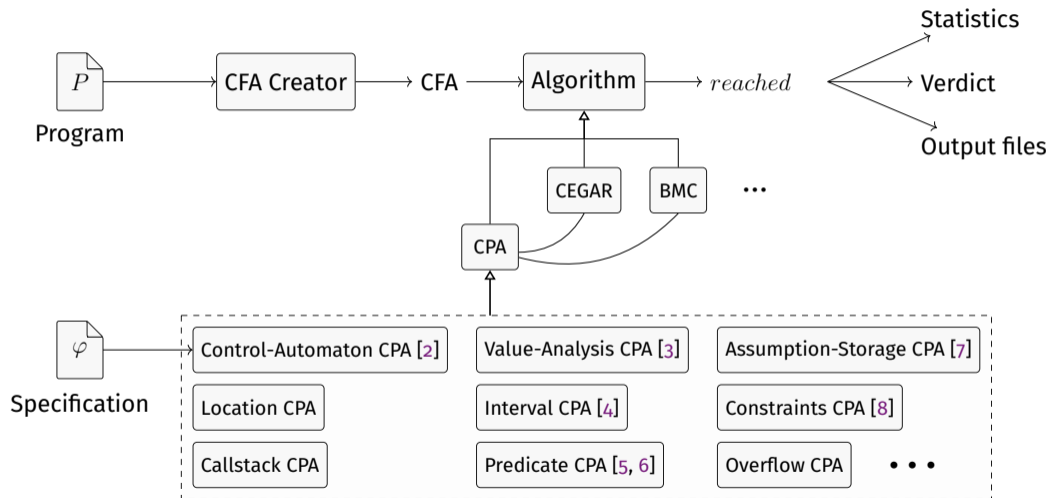 Statistics
P
CFA Creator
CFA
Algorithm
reached
Verdict
Program
Output files
CEGAR
BMC
...
CPA
φ
Control-Automaton CPA [2]
Value-Analysis CPA [3]
Assumption-Storage CPA [7]
Specification
Location CPA
Interval CPA [4]
Constraints CPA [8]
Callstack CPA
Predicate CPA [5, 6]
Overflow CPA
...